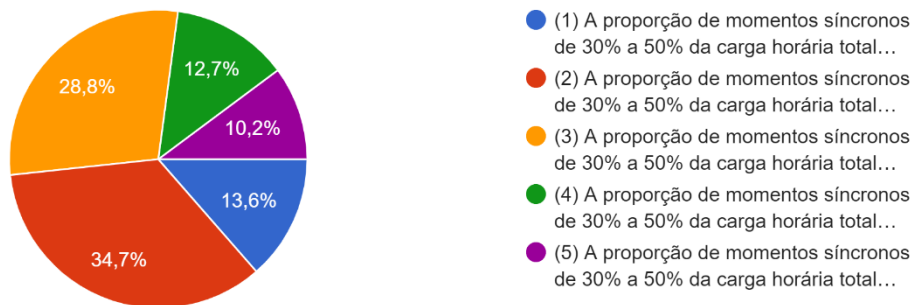 28,8%
12,7%
10,2%
13,6%
34,7%
(1) A proporção de momentos síncronos
de 30% a 50% da carga horária total…
(2) A proporção de momentos síncronos
de 30% a 50% da carga horária total…
(3) A proporção de momentos síncronos
de 30% a 50% da carga horária total…
(4) A proporção de momentos síncronos
de 30% a 50% da carga horária total…
(5) A proporção de momentos síncronos
de 30% a 50% da carga horária total…